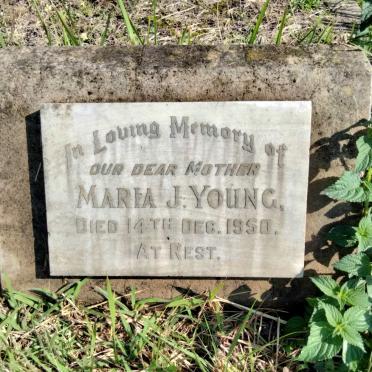 In Loving Memory of
OUR DEAR MOTHER
MARIA J. YOUNG,
DIED 14TH DEC. 1950.
AT REST.